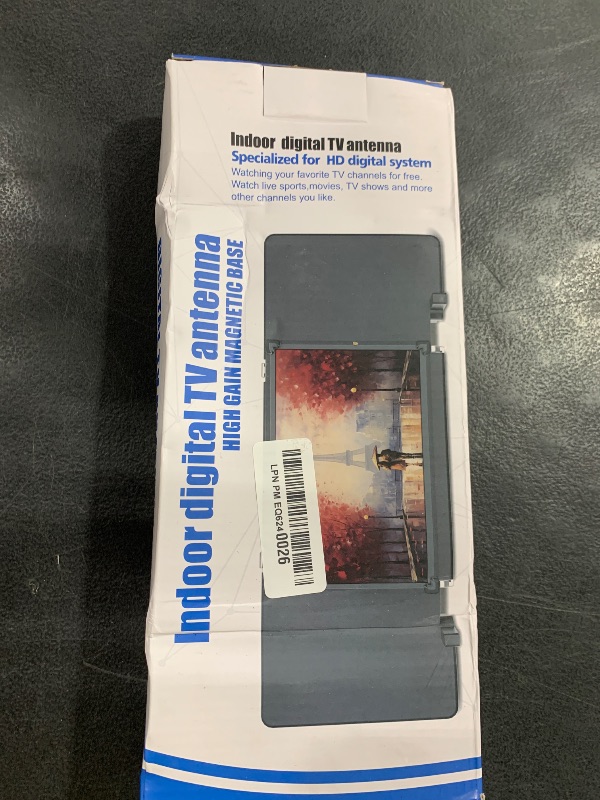 Indoor digital TV antenna
Specialized for HD digital system
Watching your favorite TV channels for free.
Watch live sports,movies, TV shows and more
other channels you like.
Indoor digital TV antenna
HIGH GAIN MAGNETIC BASE
LPN PM EQ6240026